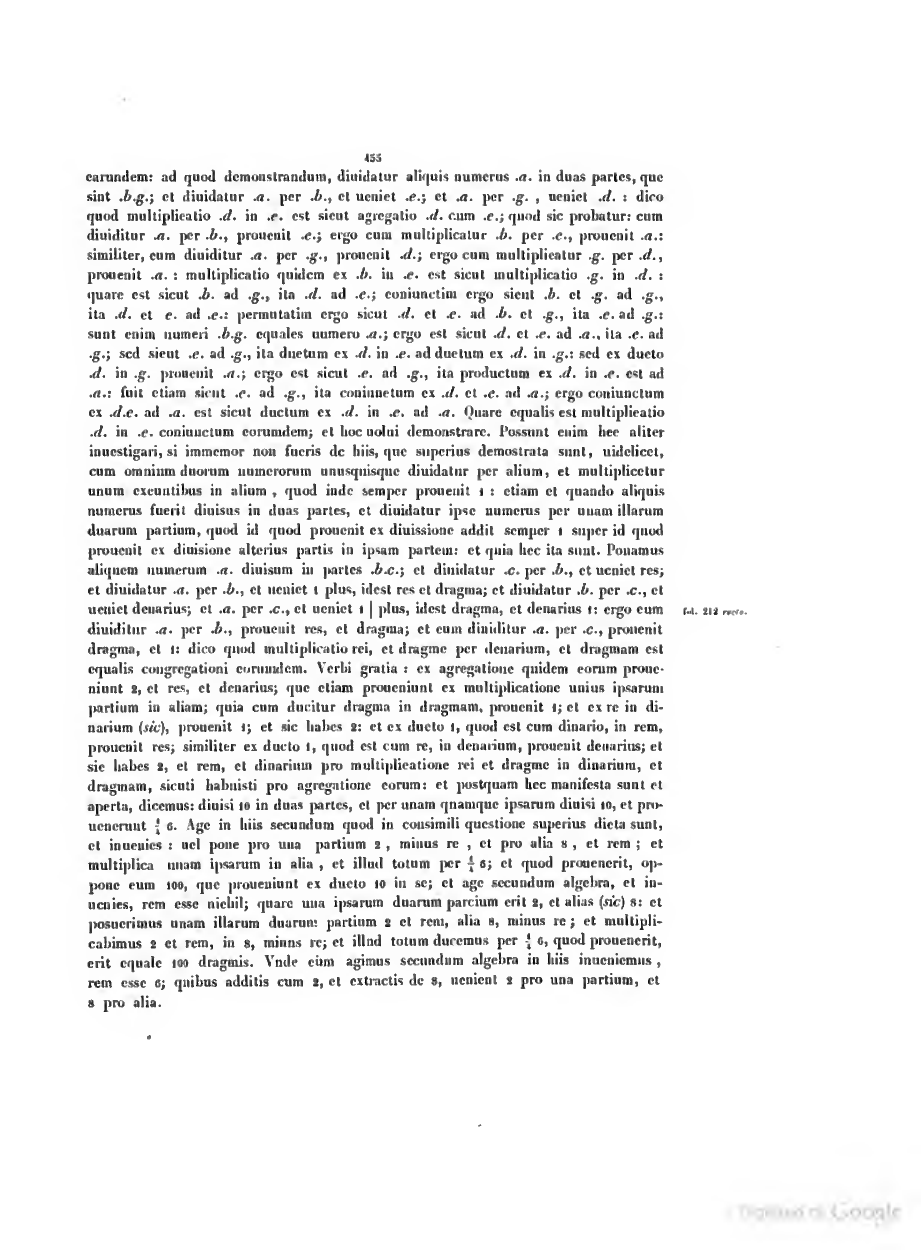 455
earundem: ad quod demonstrandum, diuidatur aliquis numerus .a. in duas partes, que
sint .b.g.; et diuidatur .a. per .b., et ueniet .e.; et .a. per .g. , ueniet .d. : dico
quod multiplicatio .d. in .e. est sicut agregatio .d. cum .e.; quod sic probatur: cum
diuiditur .a. per .b., prouenit .e.; ergo cum multiplicatur .b. per .e., prouenit .a.:
similiter, cum diuiditur .a. per .g., prouenit .d.; ergo cum multiplicatur .g. per .d.,
prouenit .a. : multiplicatio quidem ex .b. in .e. est sicut multiplicatio .g. in .d. :
quare est sicut .b. ad .g., ita .d. ad .e.; coniunctim ergo sicut .b. et .g. ad .g.,
ita .d. et e. ad .e.: permutatim ergo sicut .d. et .e. ad .b. et .g., ita .e. ad .g.:
sunt enim numeri .b.g. equales numero .a.; ergo est sicut .d. et .e. ad .a., ita .e. ad
.g.; sed sicut .e. ad .g., ita ductum ex .d. in .e. ad ductum ex .d. in .g.: sed ex ducto
.d. in .g. prouenit .a.; ergo est sicut .e. ad .g., ita productum ex .d. in .e. est ad
.a.: fuit etiam sicut .e. ad .g., ita coniunctum ex .d. et .e. ad .a.; ergo coniunctum
ex .d.e. ad .a. est sicut ductum ex .d. in .e. ad .a. Quare equalis est multiplicatio
.d. in .e. coniunctum eorumdem; et hoc uolui demonstrare. Possunt enim hec aliter
inuestigari, si immemor non fueris de hiis, que superius demostrata sunt, uidelicet,
cum omnium duorum numerorum unusquisque diuidatur per alium, et multiplicetur
unum exeuntibus in alium , quod inde semper prouenit 1 : etiam et quando aliquis
numerus fuerit diuisus in duas partes, et diuidatur ipse numerus per unam illarum
duarum partium, quod id quod prouenit ex diuissione addit semper 1 super id quod
prouenit ex diuisione alterius partis in ipsam partem: et quia hec ita sunt. Ponamus
aliquem numerum .a. diuisum in partes .b.c.; et diuidatur .c. per .b., et ueniet res;
et diuidatur .a. per .b., et ueniet 1 plus, idest res et dragma; et diuidatur .b. per .c., et
ueniet denarius; et .a. per .c., et ueniet 1 | plus, idest dragma, et denarius 1: ergo cum
fol. 212 recto.
diuiditur .a. per .b., prouenit res, et dragma; et cum diuiditur .a. per .c., prouenit
dragma, et 1: dico quod multiplicatio rei, et dragme per denarium, et dragmam est
equalis congregationi eorumdem. Verbi gratia : ex agregatione quidem eorum proue-
niunt 2, et res, et denarius; que etiam proueniunt ex multiplicatione unius ipsarum
partium in aliam; quia cum ducitur dragma in dragmam, prouenit 1; et ex re in di-
narium (sic), prouenit 1; et sic habes 2: et ex ducto 1, quod est cum dinario, in rem,
prouenit res; similiter ex ducto 1, quod est cum re, in denarium, prouenit denarius; et
sic habes 2, et rem, et dinarium pro multiplicatione rei et dragme in dinarium, et
dragmam, sicuti habuisti pro agregatione eorum: et postquam hec manifesta sunt et
aperta, dicemus: diuisi 10 in duas partes, et per unam quamque ipsarum diuisi 10, et pro-
uenerunt 1/4 6. Age in hiis secundum quod in consimili questione superius dicta sunt,
et inuenies : uel pone pro una partium 2 , minus re , et pro alia 8 , et rem ; et
multiplica unam ipsarum in alia , et illud totum per 1/4 6; et quod prouenerit, op-
pone eum 100, que proueniunt ex ducto 10 in se; et age secundum algebra, et in-
uenies, rem esse nichil; quare una ipsarum duarum parcium erit 2, et alias (sic) 8: et
posuerimus unam illarum duarum partium 2 et rem, alia 8, minus re ; et multipli-
cabimus 2 et rem, in 8, minus re; et illud totum ducemus per 1/4 6, quod prouenerit,
erit equale 100 dragmis. Vnde cum agimus secundum algebra in hiis inueniemus ,
rem esse 6; quibus additis cum 2, et extractis de 8, uenient 2 pro una partium, et
8 pro alia.
Digitized by Google